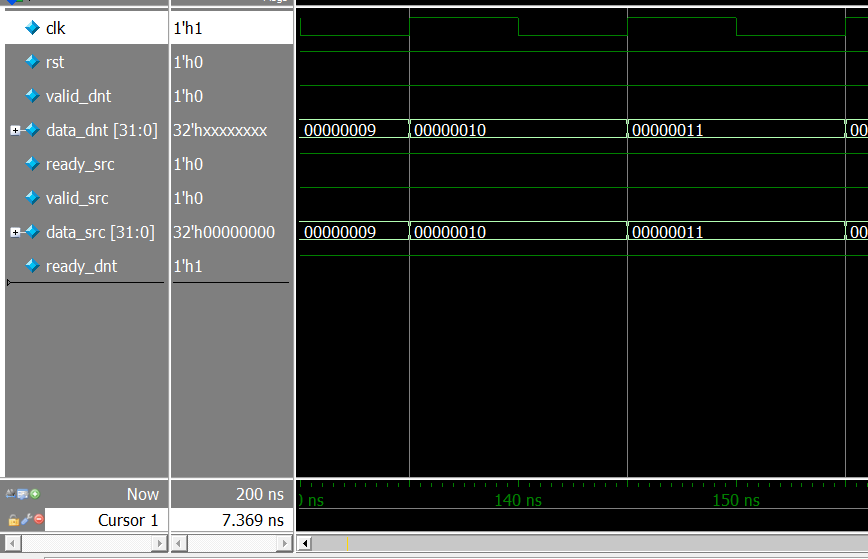 clk 1'h1
rst 1'h0
valid_dnt 1'h0
data_dnt [31:0] 32'hxxxxxxxx 00000009 00000010 00000011 00
ready_src 1'h0
valid_src 1'h0
data_src [31:0] 32'h00000000 00000009 00000010 00000011 00
ready_dnt 1'h1
Now 200 ns ns 140 ns 150 ns
Cursor 1 7.369 ns